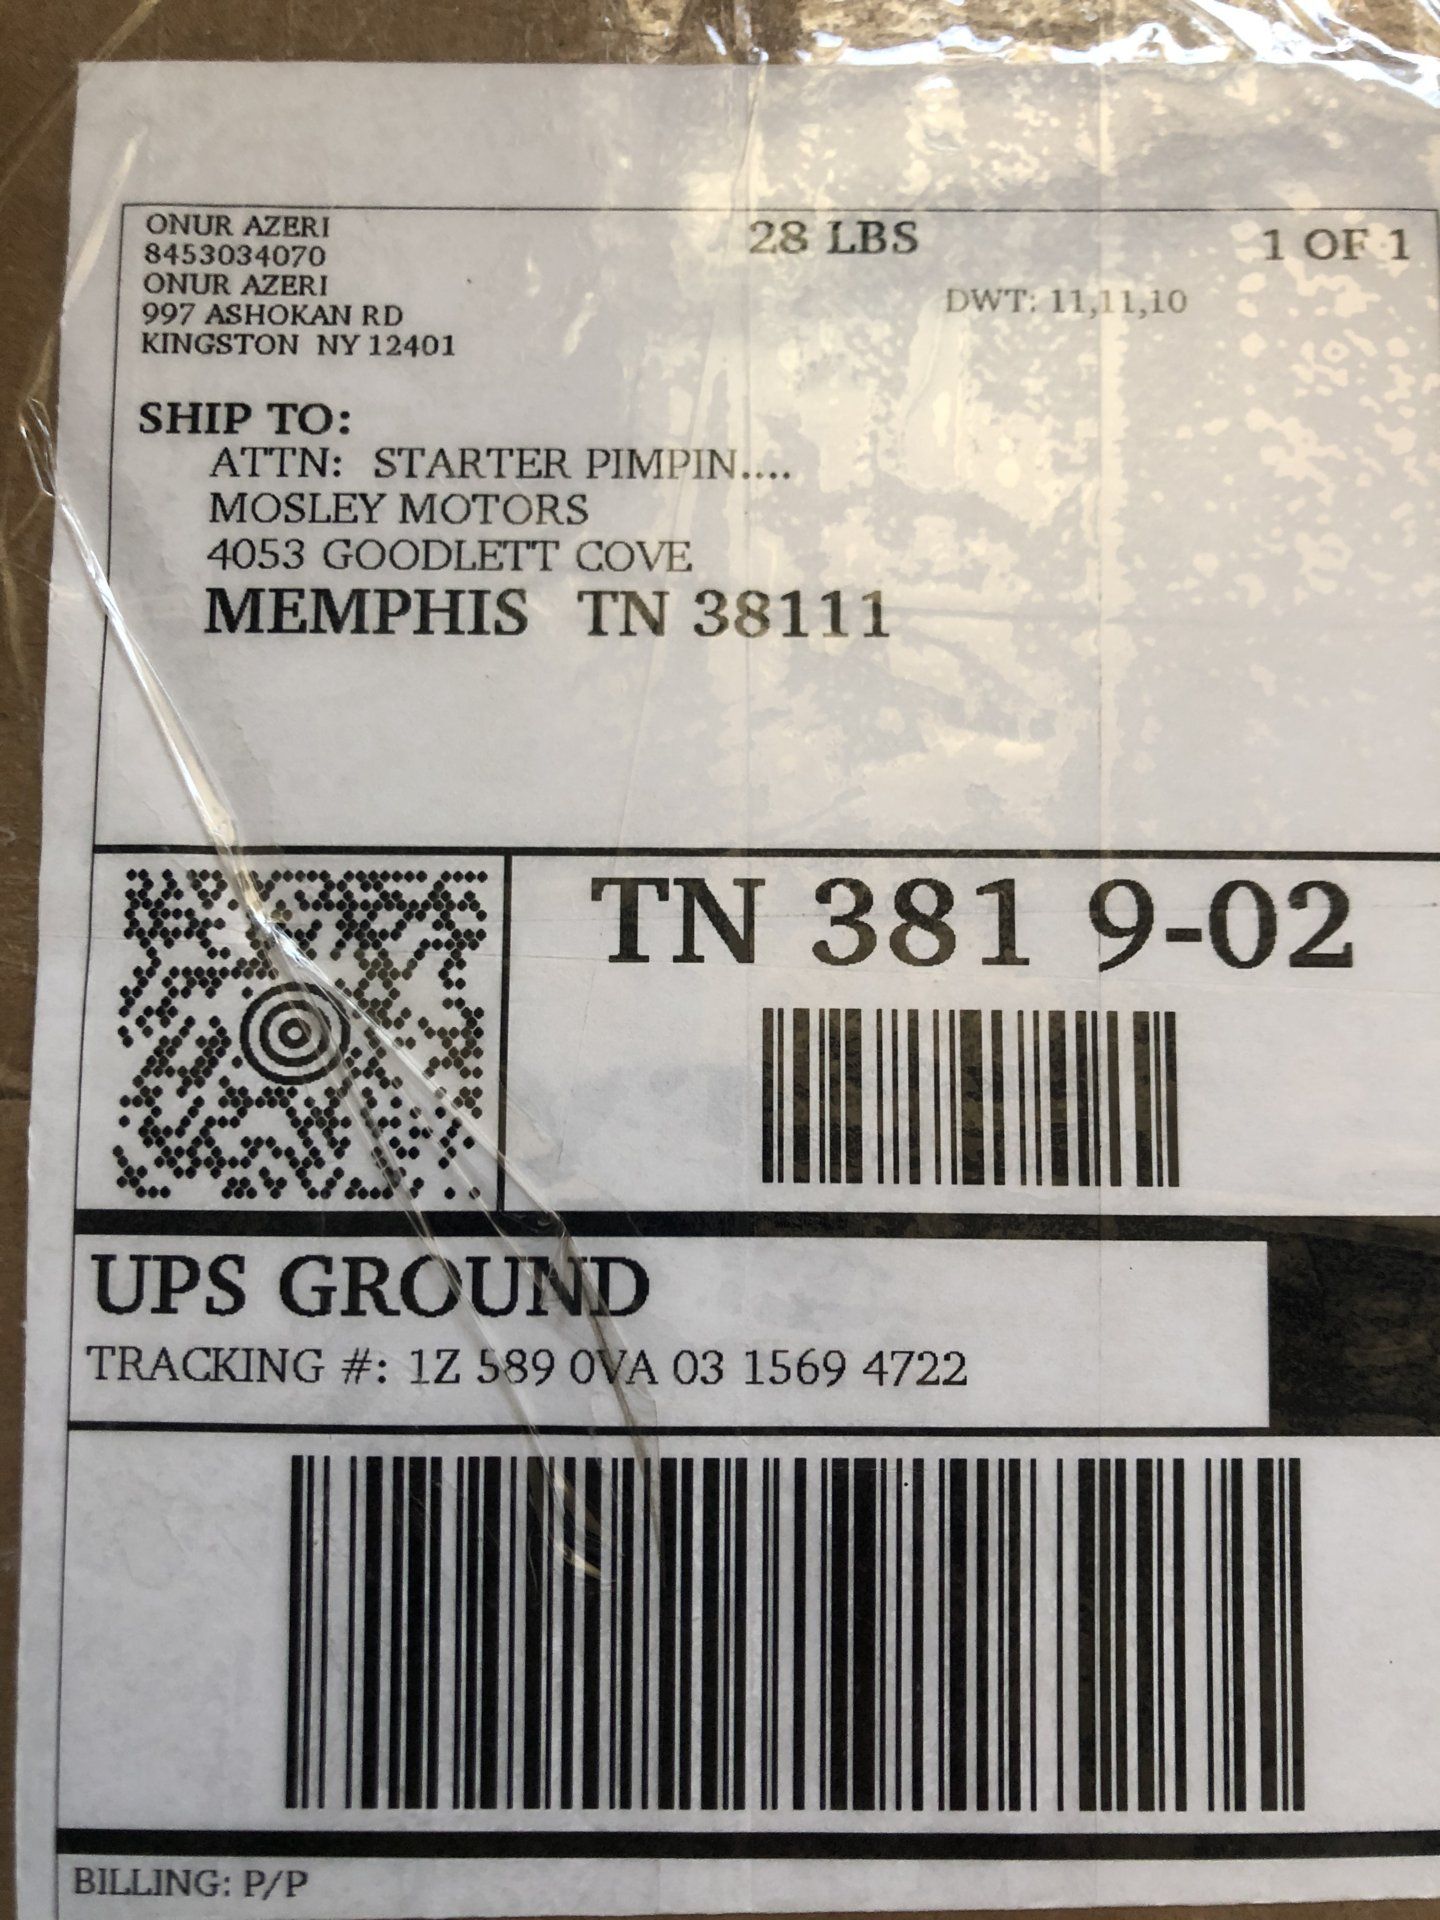 ONUR AZERI
8453034070
ONUR AZERI
997 ASHOKAN RD
KINGSTON NY 12401
28 LBS
1 OF 1
DWT: 11,11,10
SHIP TO:
ATTN: STARTER PIMPIN....
MOSLEY MOTORS
4053 GOODLETT COVE
MEMPHIS TN 38111
TN 381 9-02
UPS GROUND
TRACKING #: 1Z 589 0VA 03 1569 4722
BILLING: P/P